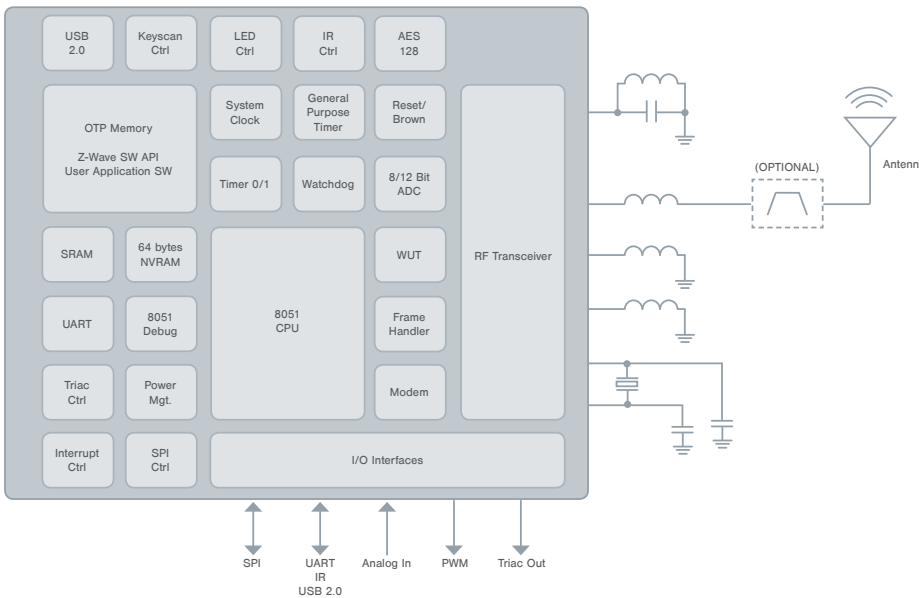 USB
2.0
Keyscan
Ctrl
LED
Ctrl
IR
Ctrl
AES
128
OTP Memory
Z-Wave SW API
User Application SW
System
Clock
General
Purpose
Timer
Reset/
Brown
Timer 0/1
Watchdog
8/12 Bit
ADC
(OPTIONAL)
Antenn
SRAM
64 bytes
NVRAM
8051
CPU
WUT
RF Transceiver
UART
8051
Debug
Frame
Handler
Triac
Ctrl
Power
Mgt.
Modem
Interrupt
Ctrl
SPI
Ctrl
I/O Interfaces
SPI
UART
IR
USB 2.0
Analog In
PWM
Triac Out